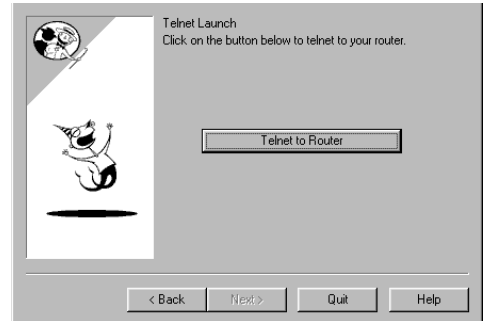 Telnet Launch
Click on the button below to telnet to your router.
Telnet to Router
< Back Next > Quit Help